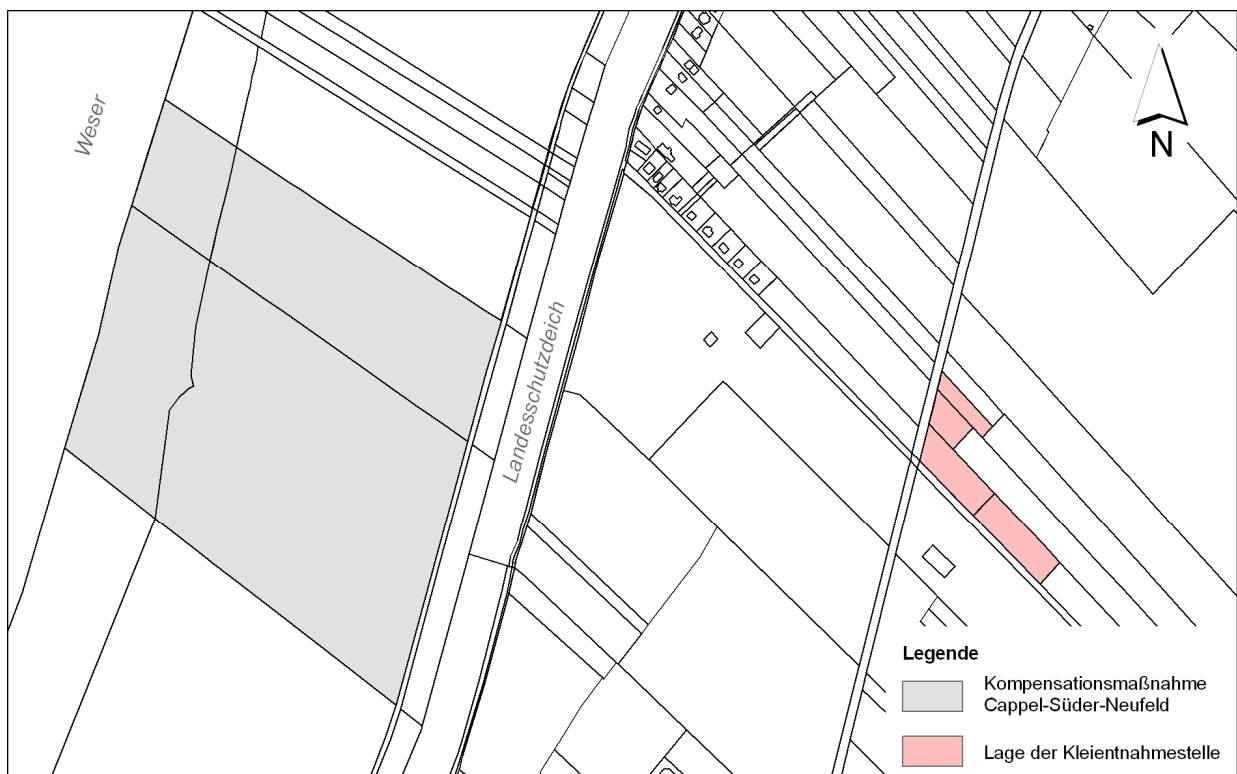 Weser
N
Landesschutzdeich
Legende
Kompensationsmaßnahme
Cappel-Süder-Neufeld
Lage der Kleientnahmestelle